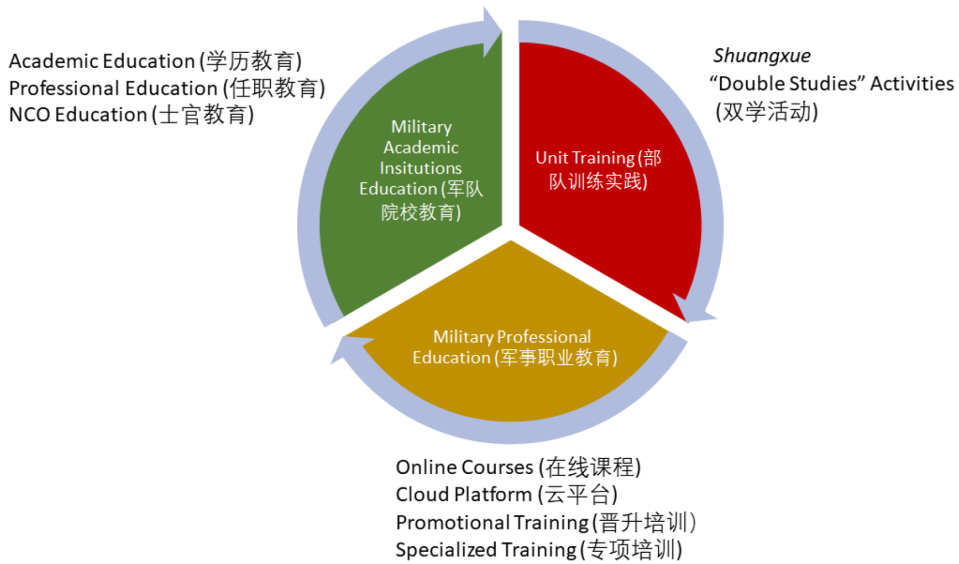 Academic Education (学历教育)
Professional Education (任职教育)
NCO Education (士官教育)
Military
Academic
Insitutions
Education (军队
院校教育)
Unit Training (部
队训练实践)
Shuangxue
“Double Studies” Activities
(双学活动)
Military Professional
Education (军事职业教育)
Online Courses (在线课程)
Cloud Platform (云平台)
Promotional Training (晋升培训）
Specialized Training (专项培训)